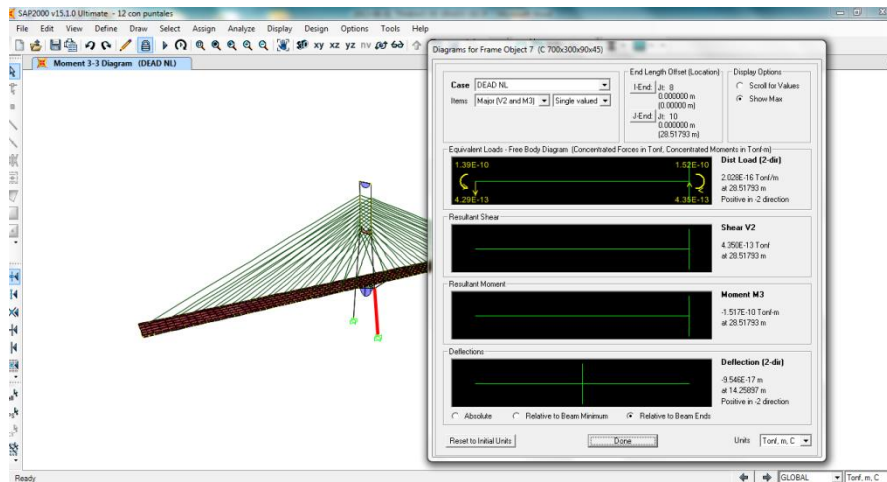 SAP2000 v15.1.0 Ultimate - 12 con puntales
File Edit View Define Draw Select Assign Analyze Display Design Options Tools Help
xy xz yz nv
Moment 3-3 Diagram (DEAD NL)
Diagrams for Frame Object 7 (C 700x300x90x45)
Case DEAD NL
Items Major (V2 and M3) Single valued
End Length Offset (Location)
I-End: Jt: 8
0.000000 m
(0.00000 m)
J-End: Jt: 10
0.000000 m
(28.51793 m)
Display Options
Scroll for Values
Show Max
Equivalent Loads - Free Body Diagram (Concentrated Forces in Tonf, Concentrated Moments in Tonf-m)
1.39E-10 1.52E-10
4.29E-13 4.35E-13
Dist Load (2-dir)
2.028E-16 Tonf/m
at 28.51793 m
Positive in -2 direction
Resultant Shear
Shear V2
4.350E-13 Tonf
at 28.51793 m
Resultant Moment
Moment M3
-1.517E-10 Tonf-m
at 28.51793 m
Deflections
Deflection (2-dir)
-9.546E-17 m
at 14.25897 m
Positive in -2 direction
Absolute Relative to Beam Minimum Relative to Beam Ends
Reset to Initial Units Done Units Tonf, m, C
Ready GLOBAL Tonf, m, C